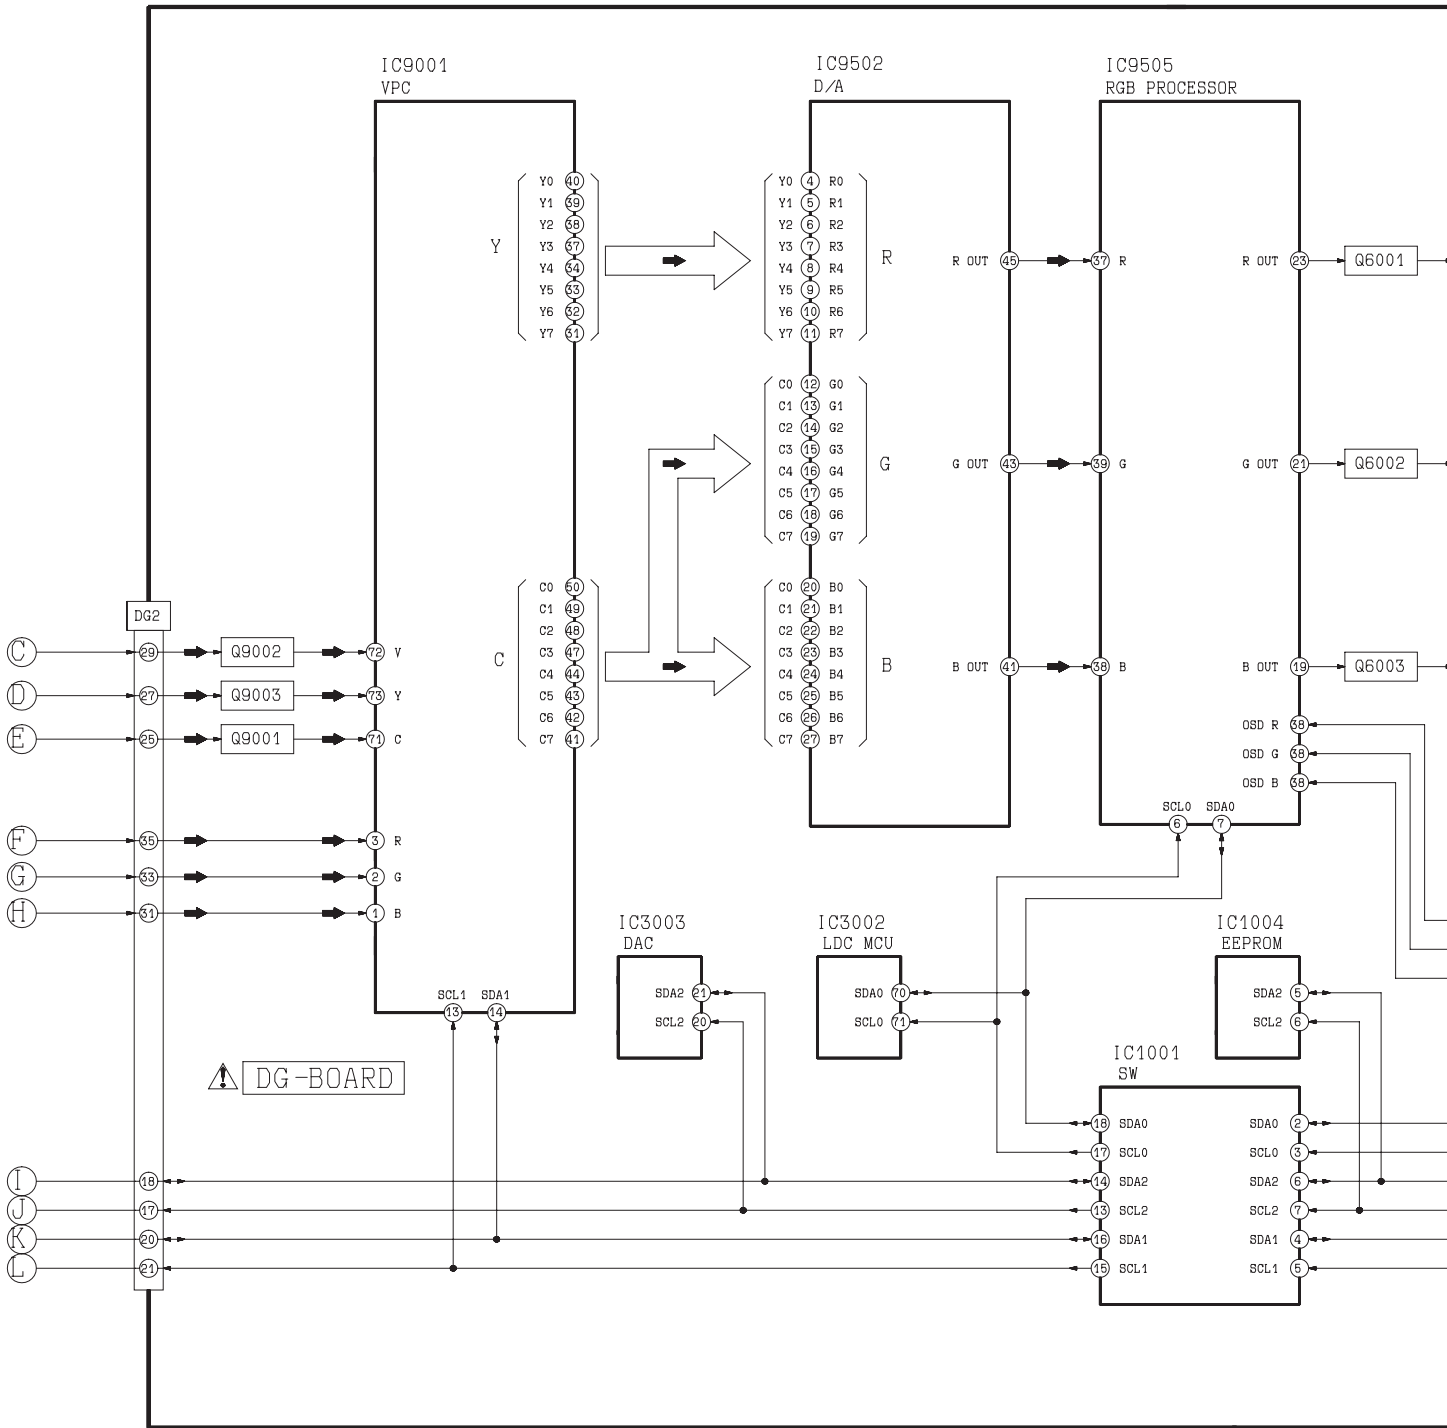 IC9001
VPC
IC9502
D/A
IC9505
RGB PROCESSOR
Y0 40
Y1 39
Y2 38
Y3 37
Y4 34
Y5 33
Y6 32
Y7 31
Y
Y0 4 R0
Y1 5 R1
Y2 6 R2
Y3 7 R3
Y4 8 R4
Y5 9 R5
Y6 10 R6
Y7 11 R7
R
R OUT 45
37 R
R OUT 23
Q6001
C0 12 G0
C1 13 G1
C2 14 G2
C3 15 G3
C4 16 G4
C5 17 G5
C6 18 G6
C7 19 G7
G
G OUT 43
39 G
G OUT 21
Q6002
C0 50
C1 49
C2 48
C3 47
C4 44
C5 43
C6 42
C7 41
C
C0 20 B0
C1 21 B1
C2 22 B2
C3 23 B3
C4 24 B4
C5 25 B5
C6 26 B6
C7 27 B7
B
B OUT 41
38 B
B OUT 19
Q6003
OSD R 38
OSD G 38
OSD B 38
SCL0 SDA0
6 7
DG2
C 29 Q9002 72 V
D 27 Q9003 73 Y
E 25 Q9001 71 C
F 35 3 R
G 33 2 G
H 31 1 B
SCL1 SDA1
13 14
IC3003
DAC
SDA2 21
SCL2 20
IC3002
LDC MCU
SDA0 70
SCL0 71
IC1004
EEPROM
SDA2 5
SCL2 6
DG-BOARD
IC1001
SW
18 SDA0 SDA0 2
17 SCL0 SCL0 3
I 18 14 SDA2 SDA2 6
J 17 13 SCL2 SCL2 7
K 20 16 SDA1 SDA1 4
L 21 15 SCL1 SCL1 5